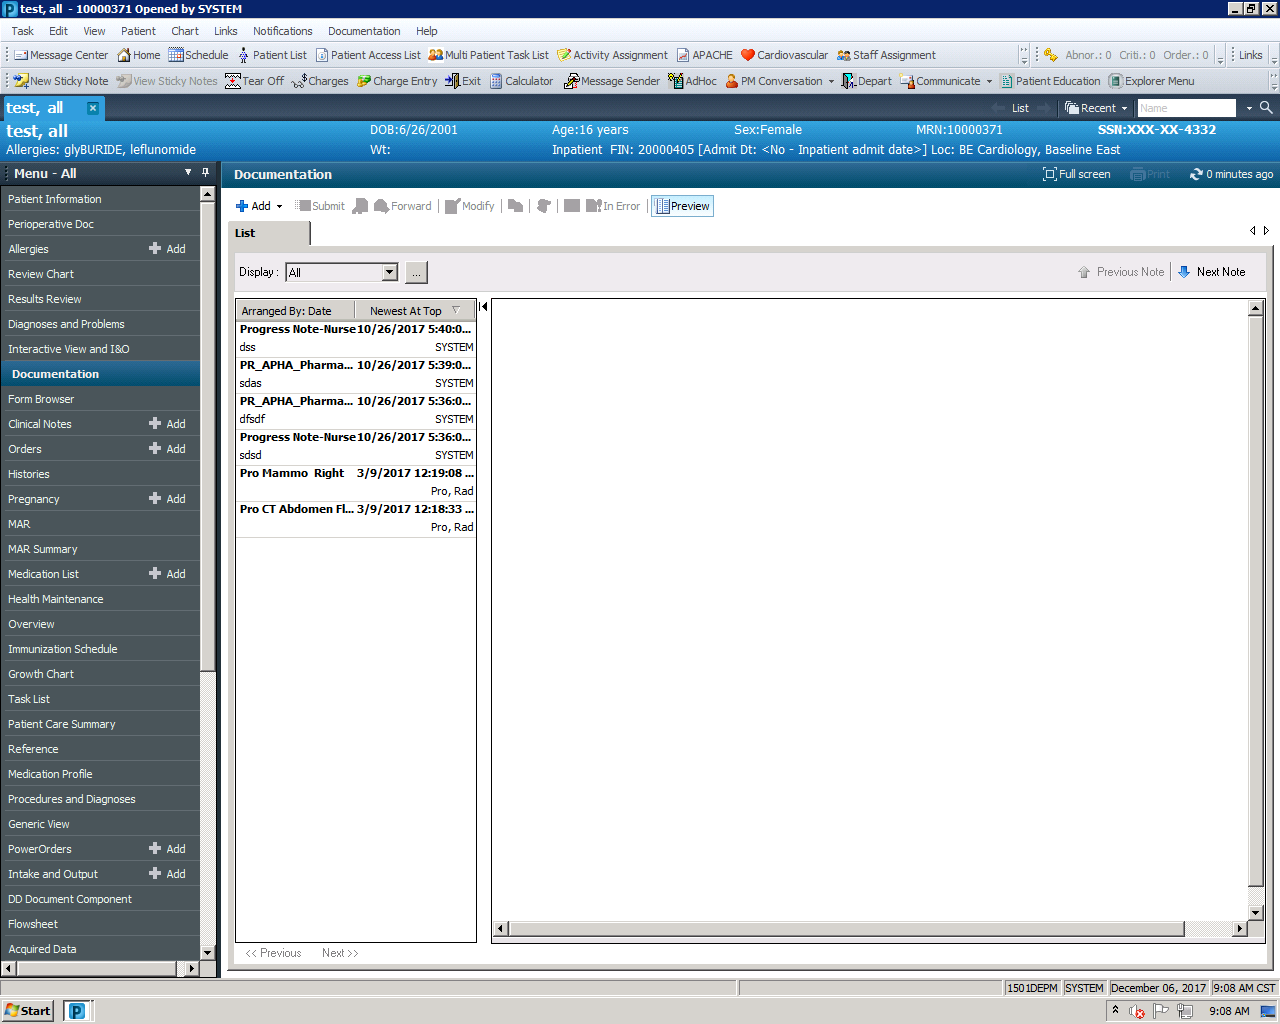 test, all - 10000371 Opened by SYSTEM
Task Edit View Patient Chart Links Notifications Documentation Help
Message Center Home Schedule Patient List Patient Access List Multi Patient Task List Activity Assignment APACHE Cardiovascular Staff Assignment Abnor.: 0 Criti.: 0 Order.: 0 Links
New Sticky Note View Sticky Notes Tear Off Charges Charge Entry Exit Calculator Message Sender AdHoc PM Conversation Depart Communicate Patient Education Explorer Menu
test, all List Recent Name
test, all DOB:6/26/2001 Age:16 years Sex:Female MRN:10000371 SSN:XXX-XX-4332
Allergies: glyBURIDE, leflunomide Wt: Inpatient FIN: 20000405 [Admit Dt: <No - Inpatient admit date>] Loc: BE Cardiology, Baseline East
Menu - All
Patient Information
Perioperative Doc
Allergies Add
Review Chart
Results Review
Diagnoses and Problems
Interactive View and I&O
Documentation
Form Browser
Clinical Notes Add
Orders Add
Histories
Pregnancy Add
MAR
MAR Summary
Medication List Add
Health Maintenance
Overview
Immunization Schedule
Growth Chart
Task List
Patient Care Summary
Reference
Medication Profile
Procedures and Diagnoses
Generic View
PowerOrders Add
Intake and Output Add
DD Document Component
Flowsheet
Acquired Data
Documentation Full screen Print 0 minutes ago
Add Submit Forward Modify In Error Preview
List
Display : All ... Previous Note Next Note
Arranged By: Date Newest At Top
Progress Note-Nurse 10/26/2017 5:40:0...
dss SYSTEM
PR_APHA_Pharma... 10/26/2017 5:39:0...
sdas SYSTEM
PR_APHA_Pharma... 10/26/2017 5:36:0...
dfsdf SYSTEM
Progress Note-Nurse 10/26/2017 5:36:0...
sdsd SYSTEM
Pro Mammo Right 3/9/2017 12:19:08 ...
Pro, Rad
Pro CT Abdomen Fl... 3/9/2017 12:18:33 ...
Pro, Rad
<< Previous Next >>
1501DEPM SYSTEM December 06, 2017 9:08 AM CST
Start 9:08 AM